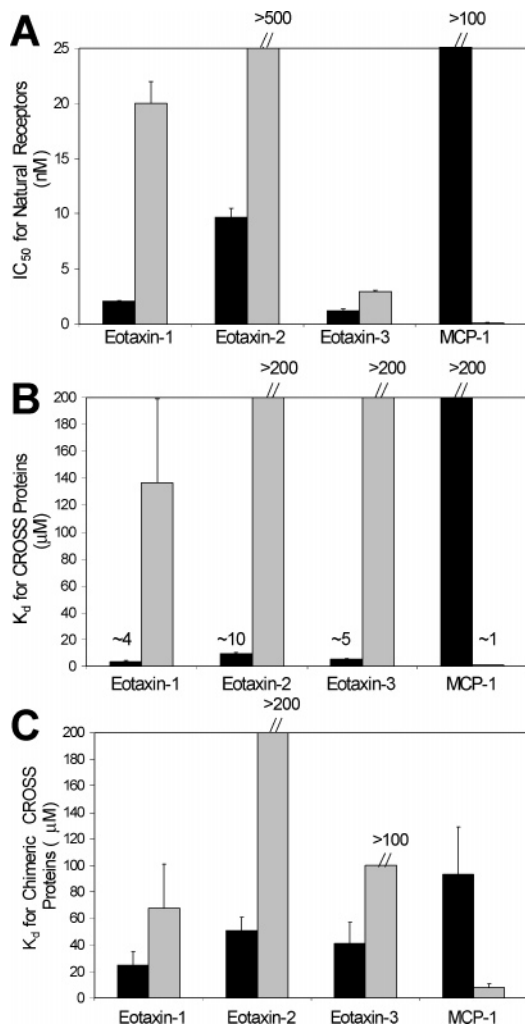 A
>500
>100
IC50 for Natural Receptors
(nM)
25
20
15
10
5
0
Eotaxin-1
Eotaxin-2
Eotaxin-3
MCP-1
B
>200
>200
>200
Kd for CROSS Proteins
(μM)
200
180
160
140
120
100
80
60
40
20
0
~4
~10
~5
~1
Eotaxin-1
Eotaxin-2
Eotaxin-3
MCP-1
C
>200
Kd for Chimeric CROSS
Proteins ( μM)
200
180
160
140
120
100
80
60
40
20
0
>100
Eotaxin-1
Eotaxin-2
Eotaxin-3
MCP-1